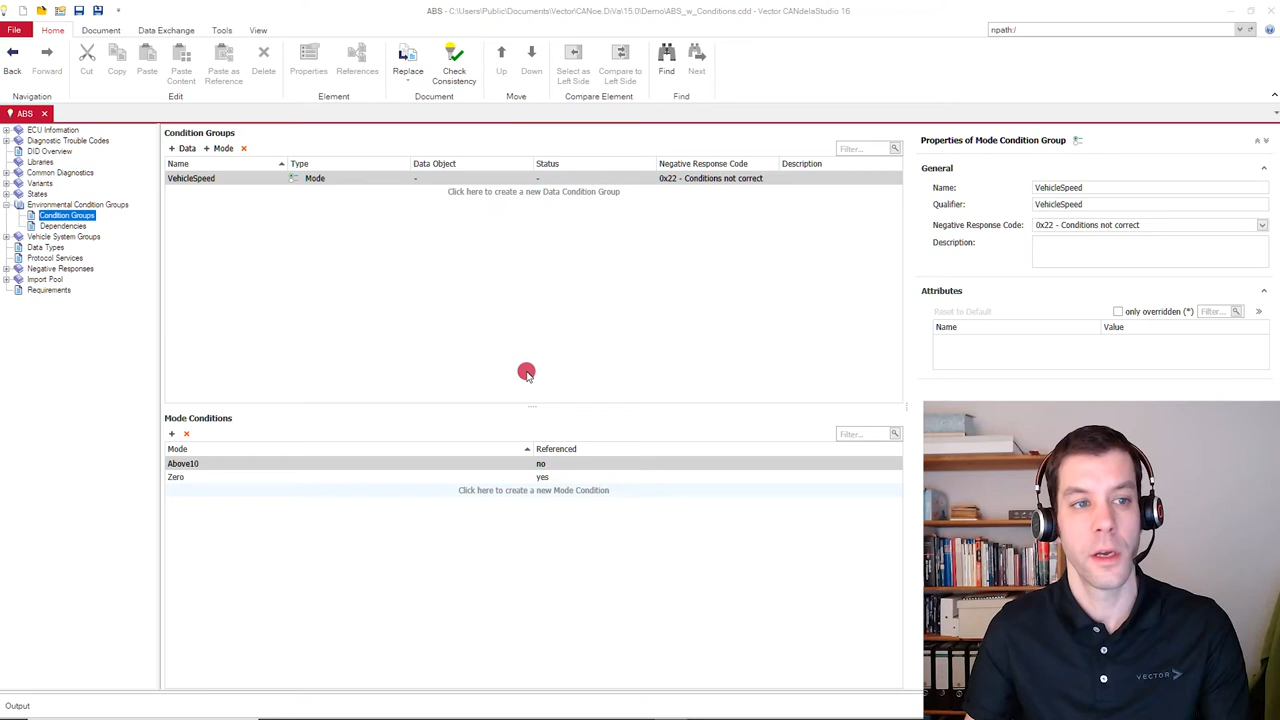 ABS - C:\Users\Public\Documents\Vector\CANoe.DiVa\15.0\Demo\ABS_w_Conditions.cdd - Vector CANdelaStudio 16
File Home Document Data Exchange Tools View
npath:/
Back Forward Cut Copy Paste Paste Content Paste as Reference Delete Properties References Replace Check Consistency Up Down Select as Left Side Compare to Left Side Find Next
Navigation Edit Element Document Move Compare Element Find
ABS
ECU Information
Diagnostic Trouble Codes
DID Overview
Libraries
Common Diagnostics
Variants
States
Environmental Condition Groups
Condition Groups
Dependencies
Vehicle System Groups
Data Types
Protocol Services
Negative Responses
Import Pool
Requirements
Condition Groups
+ Data + Mode
Filter...
Name Type Data Object Status Negative Response Code Description
VehicleSpeed Mode - - 0x22 - Conditions not correct
Click here to create a new Data Condition Group
Mode Conditions
Filter...
Mode Referenced
Above10 no
Zero yes
Click here to create a new Mode Condition
Properties of Mode Condition Group
General
Name: VehicleSpeed
Qualifier: VehicleSpeed
Negative Response Code: 0x22 - Conditions not correct
Description:
Attributes
Reset to Default only overridden (*) Filter...
Name Value
VECTOR
Output